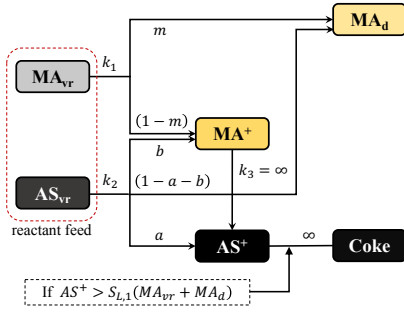 m
MA_d
k_1
MA_vr
(1 − m)
MA⁺
b
k_3 = ∞
AS_vr
k_2
(1 − a − b)
reactant feed
a
AS⁺
∞
Coke
If AS⁺ > S_{L,1}(MA_vr + MA_d)